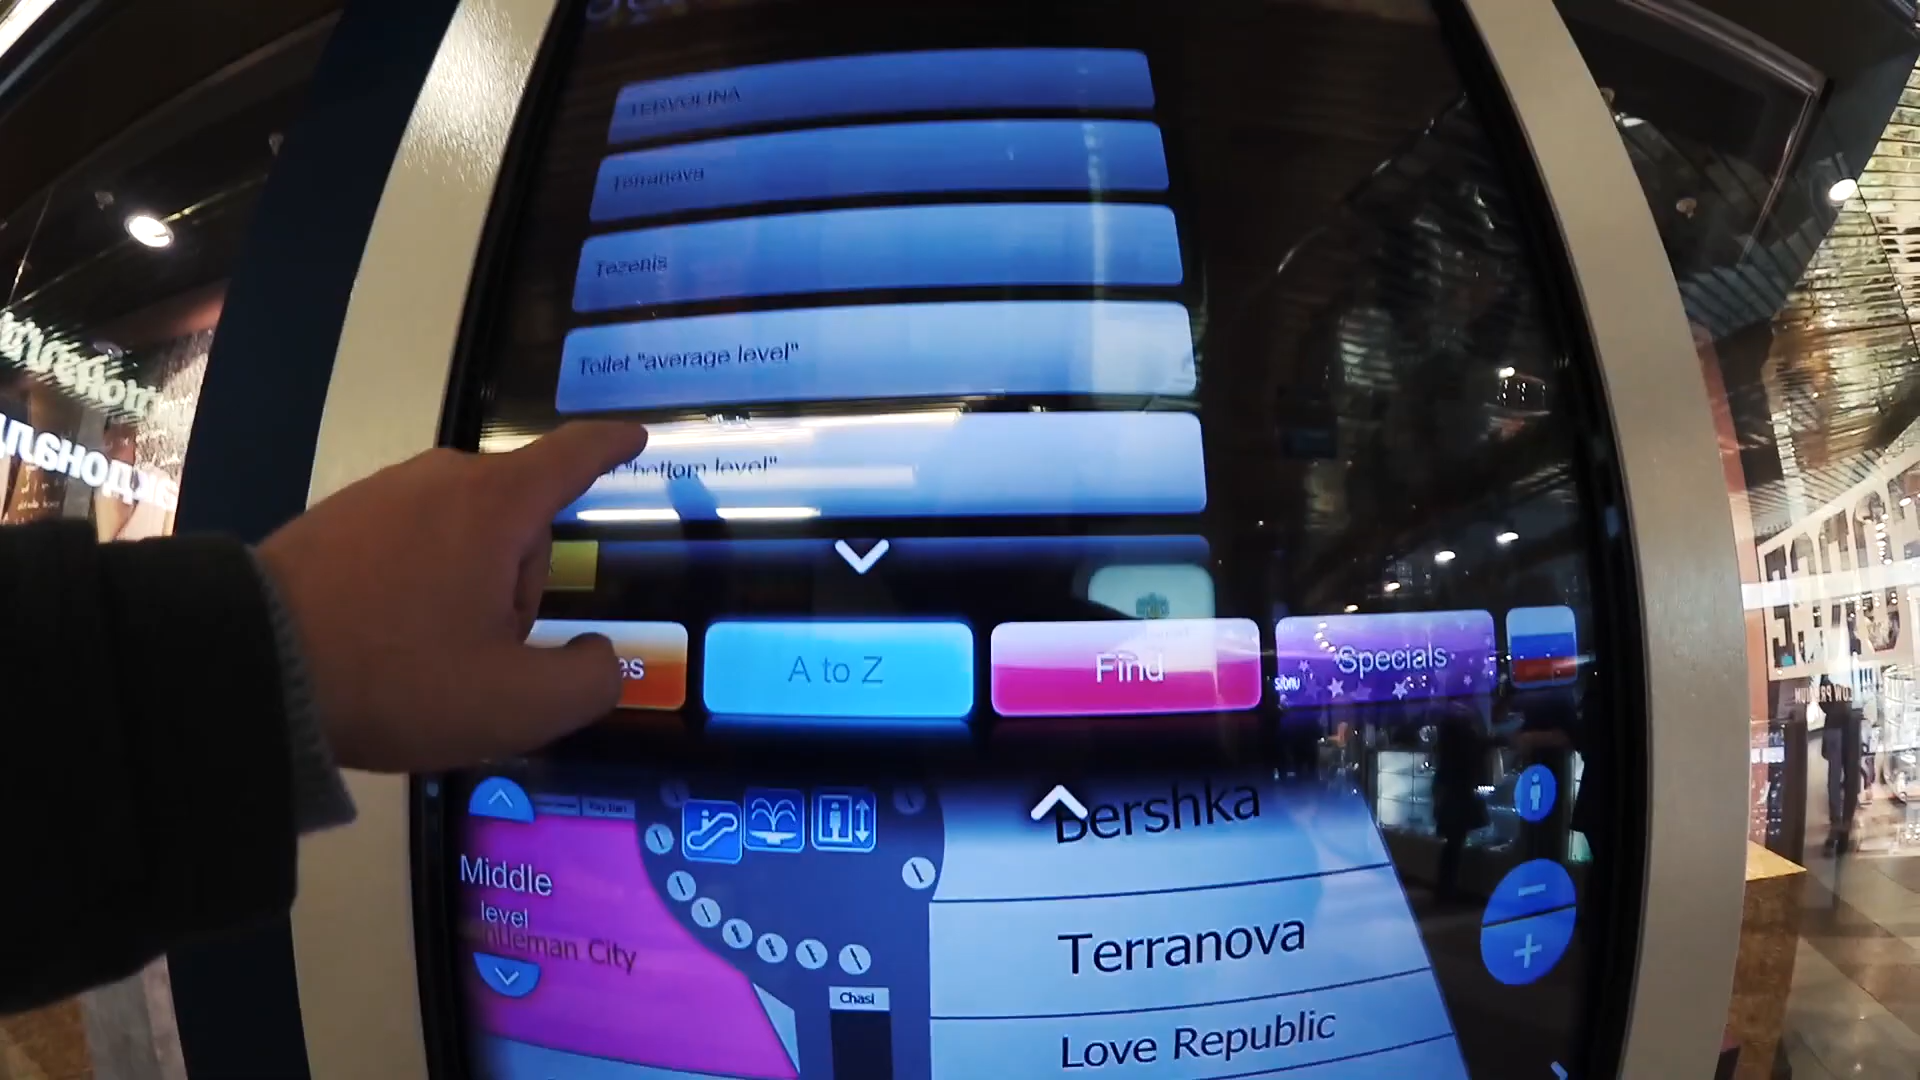 TERVOLINA
Terranova
Tezenis
Toilet "average level"
"bottom level"
A to Z
Find
Specials
Bershka
Middle
level
City
Terranova
Chasi
Love Republic